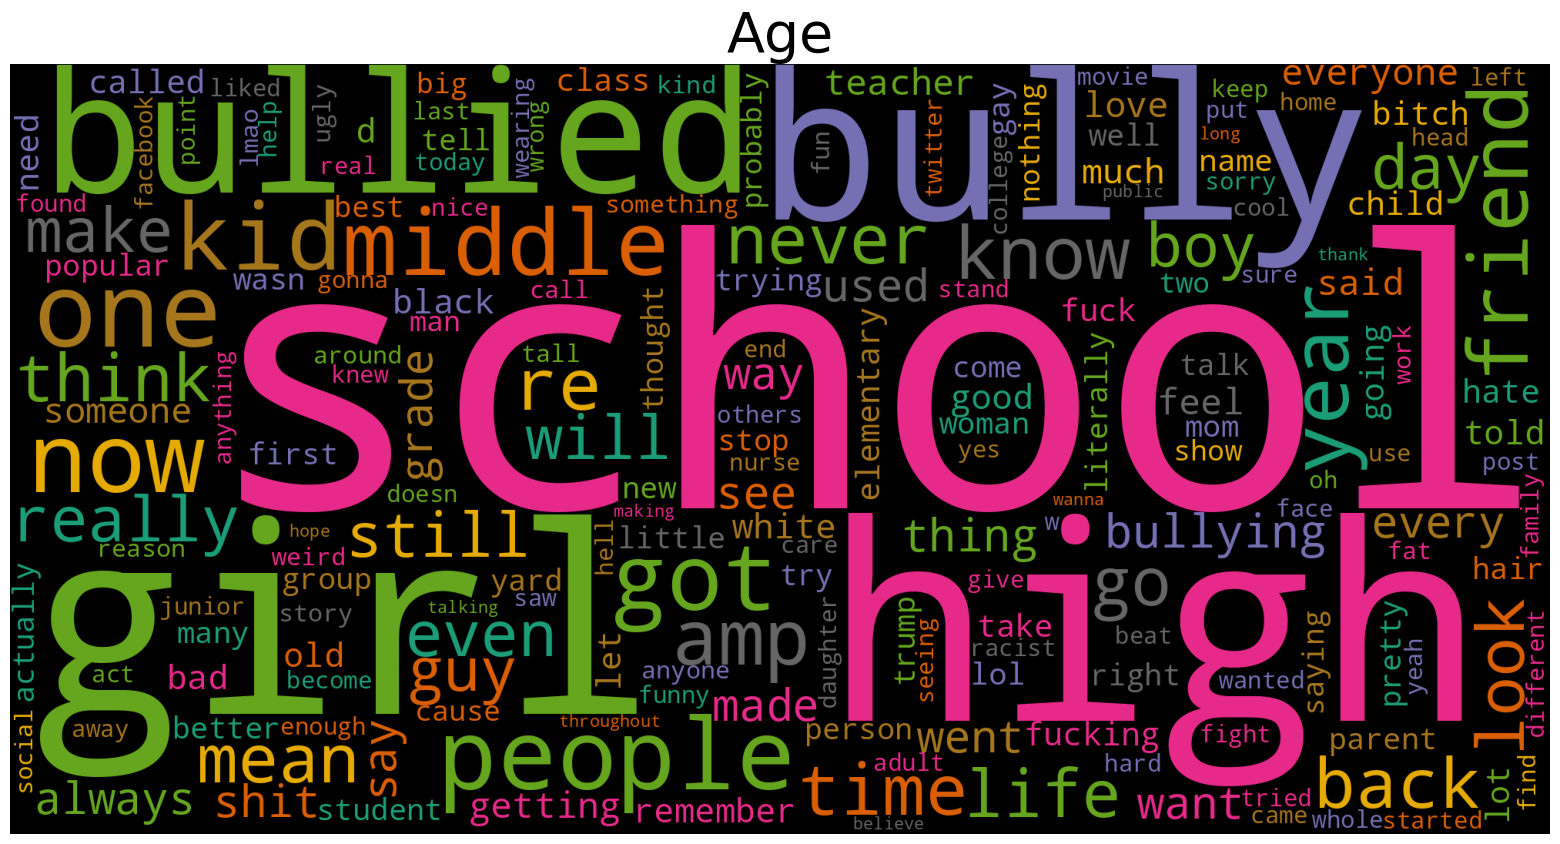 Age
called liked big class kind teacher movie keep everyone left
bullied bully
need facebook point lmao help ugly d last tell today wearing wrong probably fun twitter collegegay nothing love well much public put home name sorry cool long bitch head day child friend
real
found make popular kid best middle nice something never know boy
wasn gonna black man call trying used stand two sure thank said
one think someone now anything first school
around knew grade tall re will thought way end others stop nurse see elementary fuck come good woman yes literally talk feel mom show year going work hate told use post oh
doesn new making wanna
really reason hope weird still hell little white care thing w bullying face every family
girl got high
actually junior many group story yard saw talking try amp daughter trump seeing give take racist lol go beat right wanted saying fat pretty yeah hair look different
act bad old become even guy let anyone funny
social away better enough cause throughout made person went fucking fight parent
mean say people adult hard
always shit student getting remember time life want tried back lot find
believe came whole started